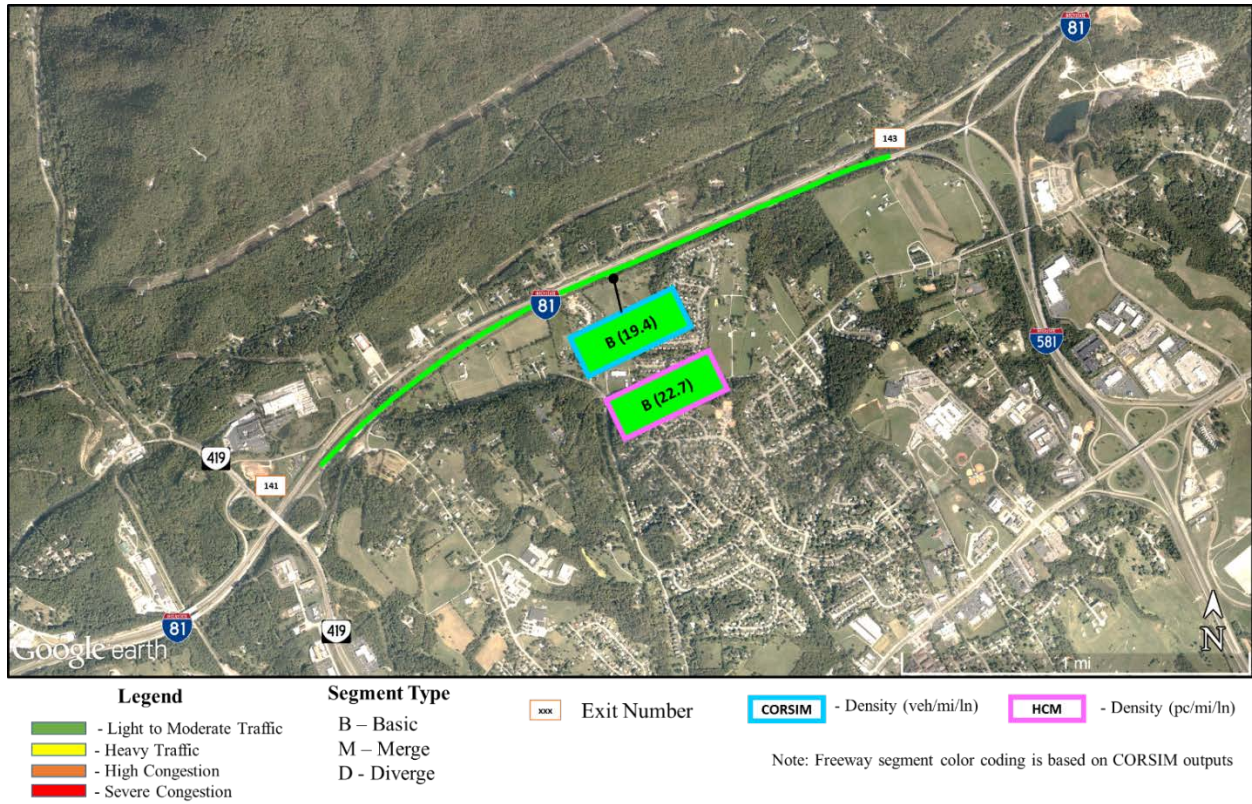 81
143
81
B (19.4)
B (22.7)
581
419
141
81
419
Google earth
N
1 mi
Legend
- Light to Moderate Traffic
- Heavy Traffic
- High Congestion
- Severe Congestion
Segment Type
B – Basic
M – Merge
D - Diverge
xxx Exit Number
CORSIM - Density (veh/mi/ln)
HCM - Density (pc/mi/ln)
Note: Freeway segment color coding is based on CORSIM outputs